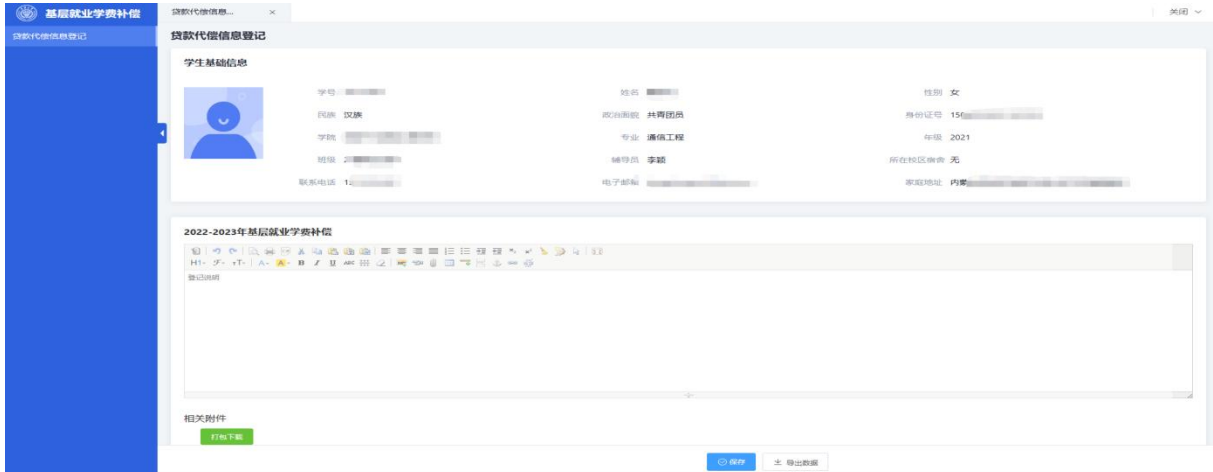 基层就业学费补偿
贷款代偿信息... × 关闭
贷款代偿信息登记
贷款代偿信息登记
学生基础信息
学号 姓名 性别 女
民族 汉族 政治面貌 共青团员 身份证号 150
学院 专业 通信工程 年级 2021
班级 2 辅导员 李颖 所在校区宿舍 无
联系电话 1 电子邮箱 家庭地址 内蒙
2022-2023年基层就业学费补偿
登记说明
相关附件
打包下载
保存 导出数据